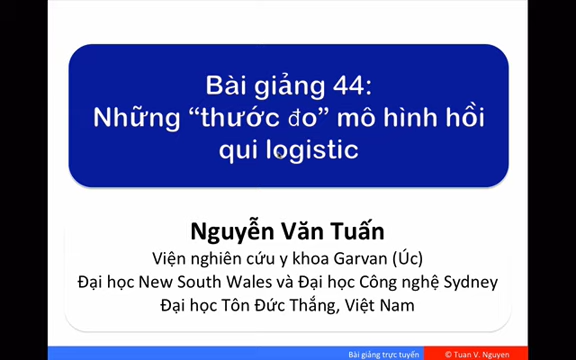 Bài giảng 44:
Những “thước đo” mô hình hồi
qui logistic
Nguyễn Văn Tuấn
Viện nghiên cứu y khoa Garvan (Úc)
Đại học New South Wales và Đại học Công nghệ Sydney
Đại học Tôn Đức Thắng, Việt Nam
Bài giảng trực tuyến
© Tuan V. Nguyen